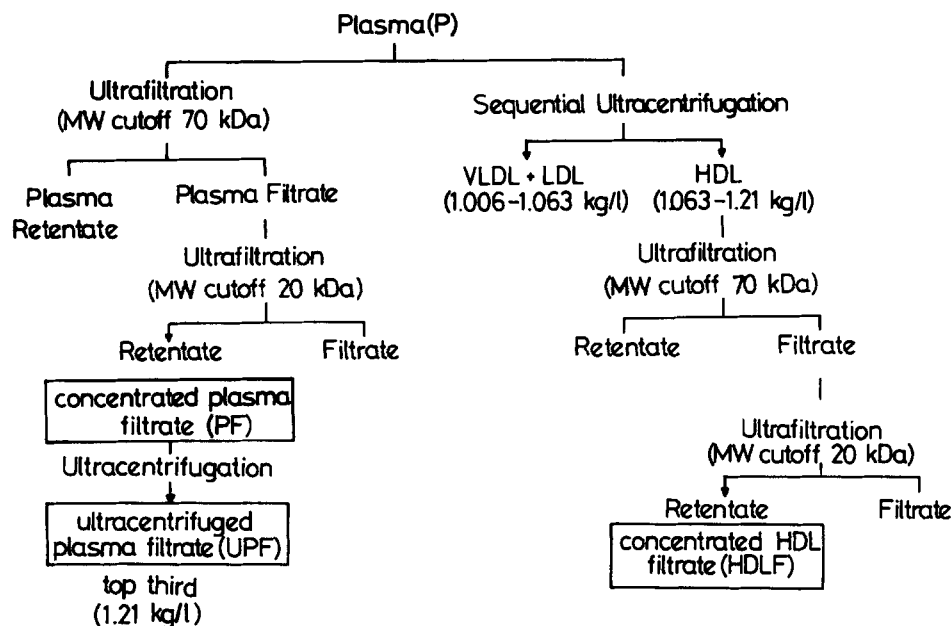 Plasma(P)
Ultrafiltration
(MW cutoff 70 kDa)
Plasma
Retentate
Plasma Filtrate
Ultrafiltration
(MW cutoff 20 kDa)
Retentate
Filtrate
concentrated plasma
filtrate (PF)
Ultracentrifugation
ultracentrifuged
plasma filtrate (UPF)
top third
(1.21 kg/l)
Sequential Ultracentrifugation
VLDL + LDL
(1.006-1.063 kg/l)
HDL
(1.063-1.21 kg/l)
Ultrafiltration
(MW cutoff 70 kDa)
Retentate
Filtrate
Ultrafiltration
(MW cutoff 20 kDa)
Retentate
Filtrate
concentrated HDL
filtrate (HDLF)